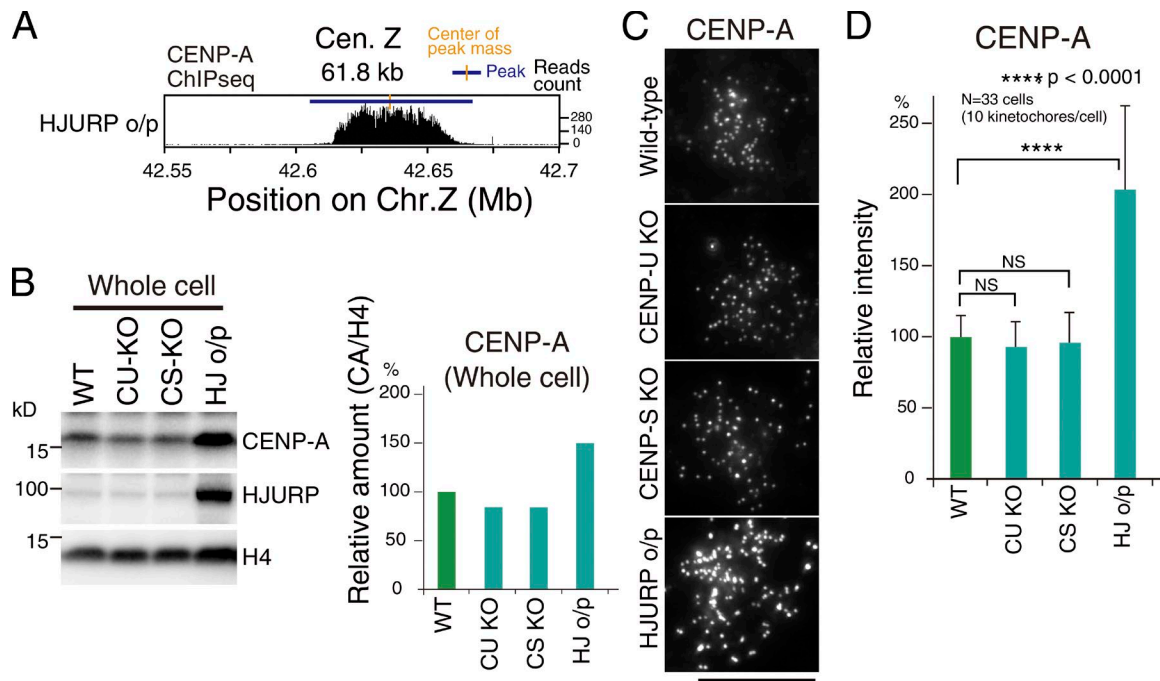 A
CENP-A
ChIPseq
Cen. Z
61.8 kb
Center of
peak mass
Peak
Reads
count
HJURP o/p
280
140
0
42.55
42.6
42.65
42.7
Position on Chr.Z (Mb)
B
Whole cell
WT
CU-KO
CS-KO
HJ o/p
kD
15
CENP-A
100
HJURP
15
H4
CENP-A
(Whole cell)
Relative amount (CA/H4)
%
200
150
100
50
0
WT
CU KO
CS KO
HJ o/p
C
CENP-A
Wild-type
CENP-U KO
CENP-S KO
HJURP o/p
D
CENP-A
**** p < 0.0001
N=33 cells
(10 kinetochores/cell)
%
Relative intensity
250
200
150
100
50
0
****
NS
NS
WT
CU KO
CS KO
HJ o/p